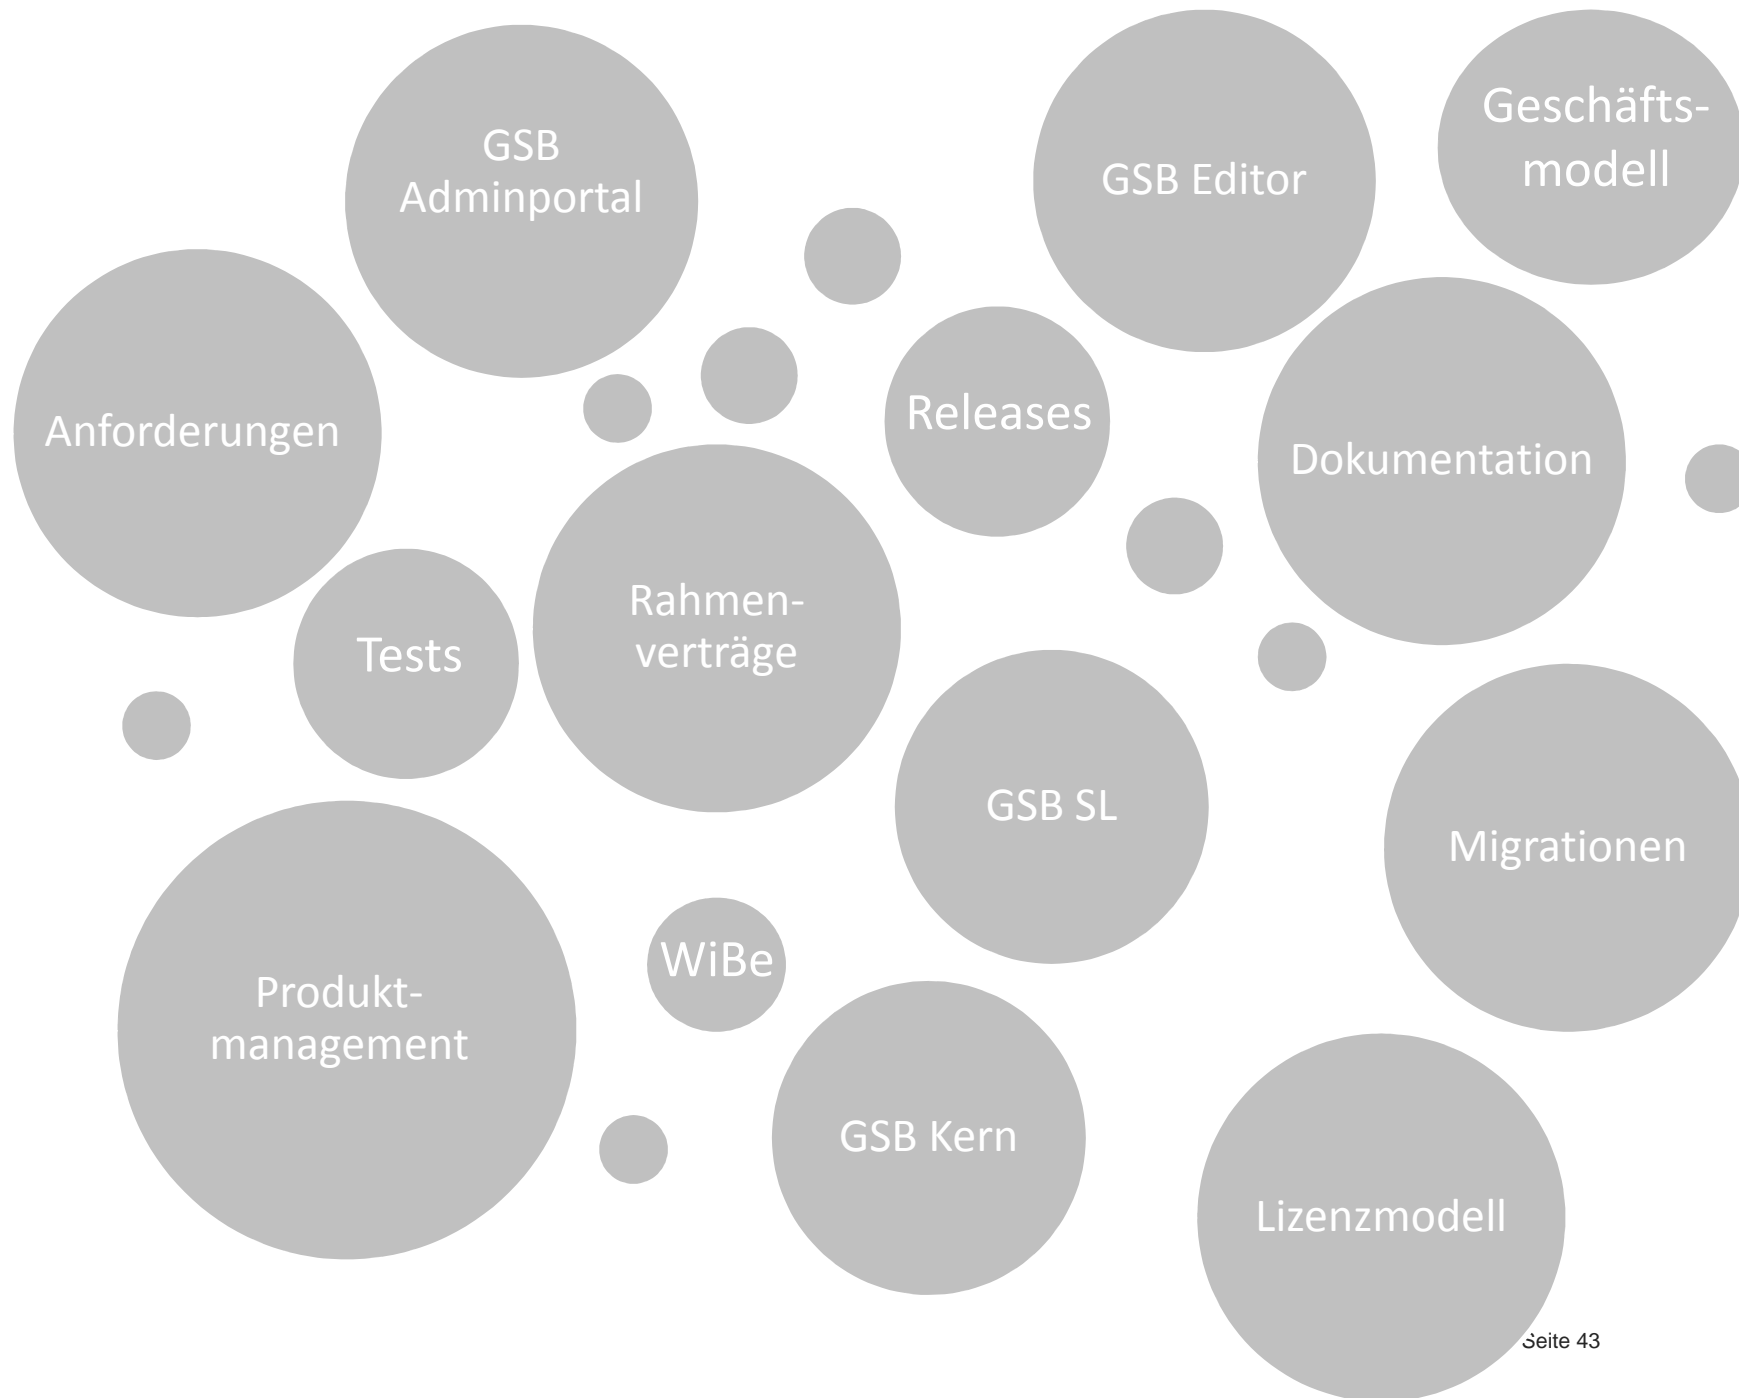 GSB
Adminportal
GSB Editor
Geschäfts-
modell
Anforderungen
Releases
Dokumentation
Tests
Rahmen-
verträge
GSB SL
Migrationen
WiBe
Produkt-
management
GSB Kern
Lizenzmodell
Seite 43